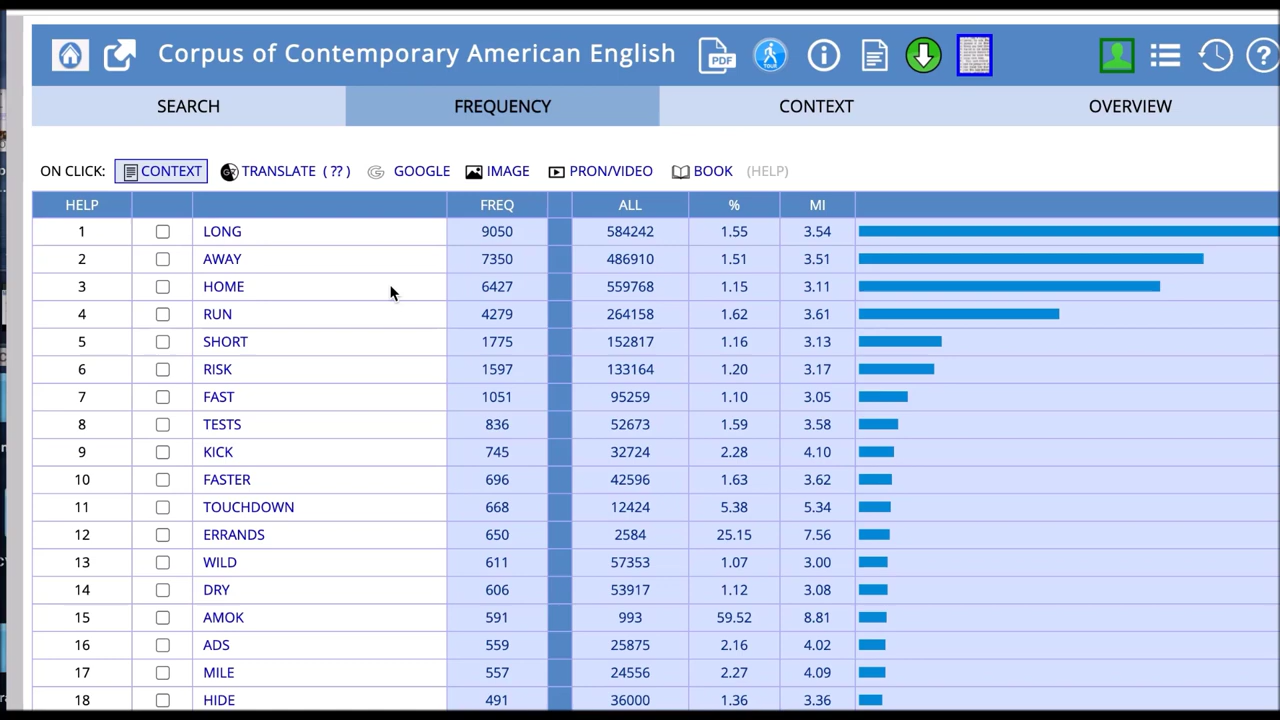 Corpus of Contemporary American English PDF TOUR
SEARCH FREQUENCY CONTEXT OVERVIEW
ON CLICK: CONTEXT TRANSLATE ( ?? ) GOOGLE IMAGE PRON/VIDEO BOOK (HELP)
HELP FREQ ALL % MI
1 LONG 9050 584242 1.55 3.54
2 AWAY 7350 486910 1.51 3.51
3 HOME 6427 559768 1.15 3.11
4 RUN 4279 264158 1.62 3.61
5 SHORT 1775 152817 1.16 3.13
6 RISK 1597 133164 1.20 3.17
7 FAST 1051 95259 1.10 3.05
8 TESTS 836 52673 1.59 3.58
9 KICK 745 32724 2.28 4.10
10 FASTER 696 42596 1.63 3.62
11 TOUCHDOWN 668 12424 5.38 5.34
12 ERRANDS 650 2584 25.15 7.56
13 WILD 611 57353 1.07 3.00
14 DRY 606 53917 1.12 3.08
15 AMOK 591 993 59.52 8.81
16 ADS 559 25875 2.16 4.02
17 MILE 557 24556 2.27 4.09
18 HIDE 491 36000 1.36 3.36